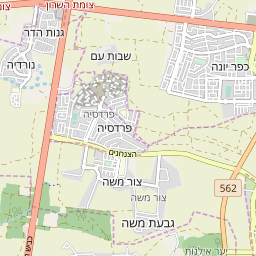 צומת השרון
גנות הדר
שבות עם
נורדיה
כפר יונה
פרדסיה
פרדסיה
הצנחנים
צור משה
562
צור משה
גבעת משה
יער אילנות